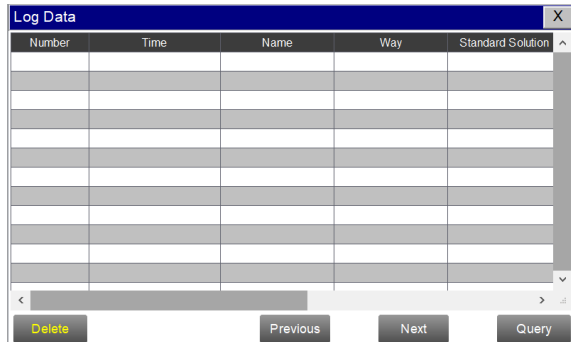 Log Data X
Number Time Name Way Standard Solution
Delete Previous Next Query